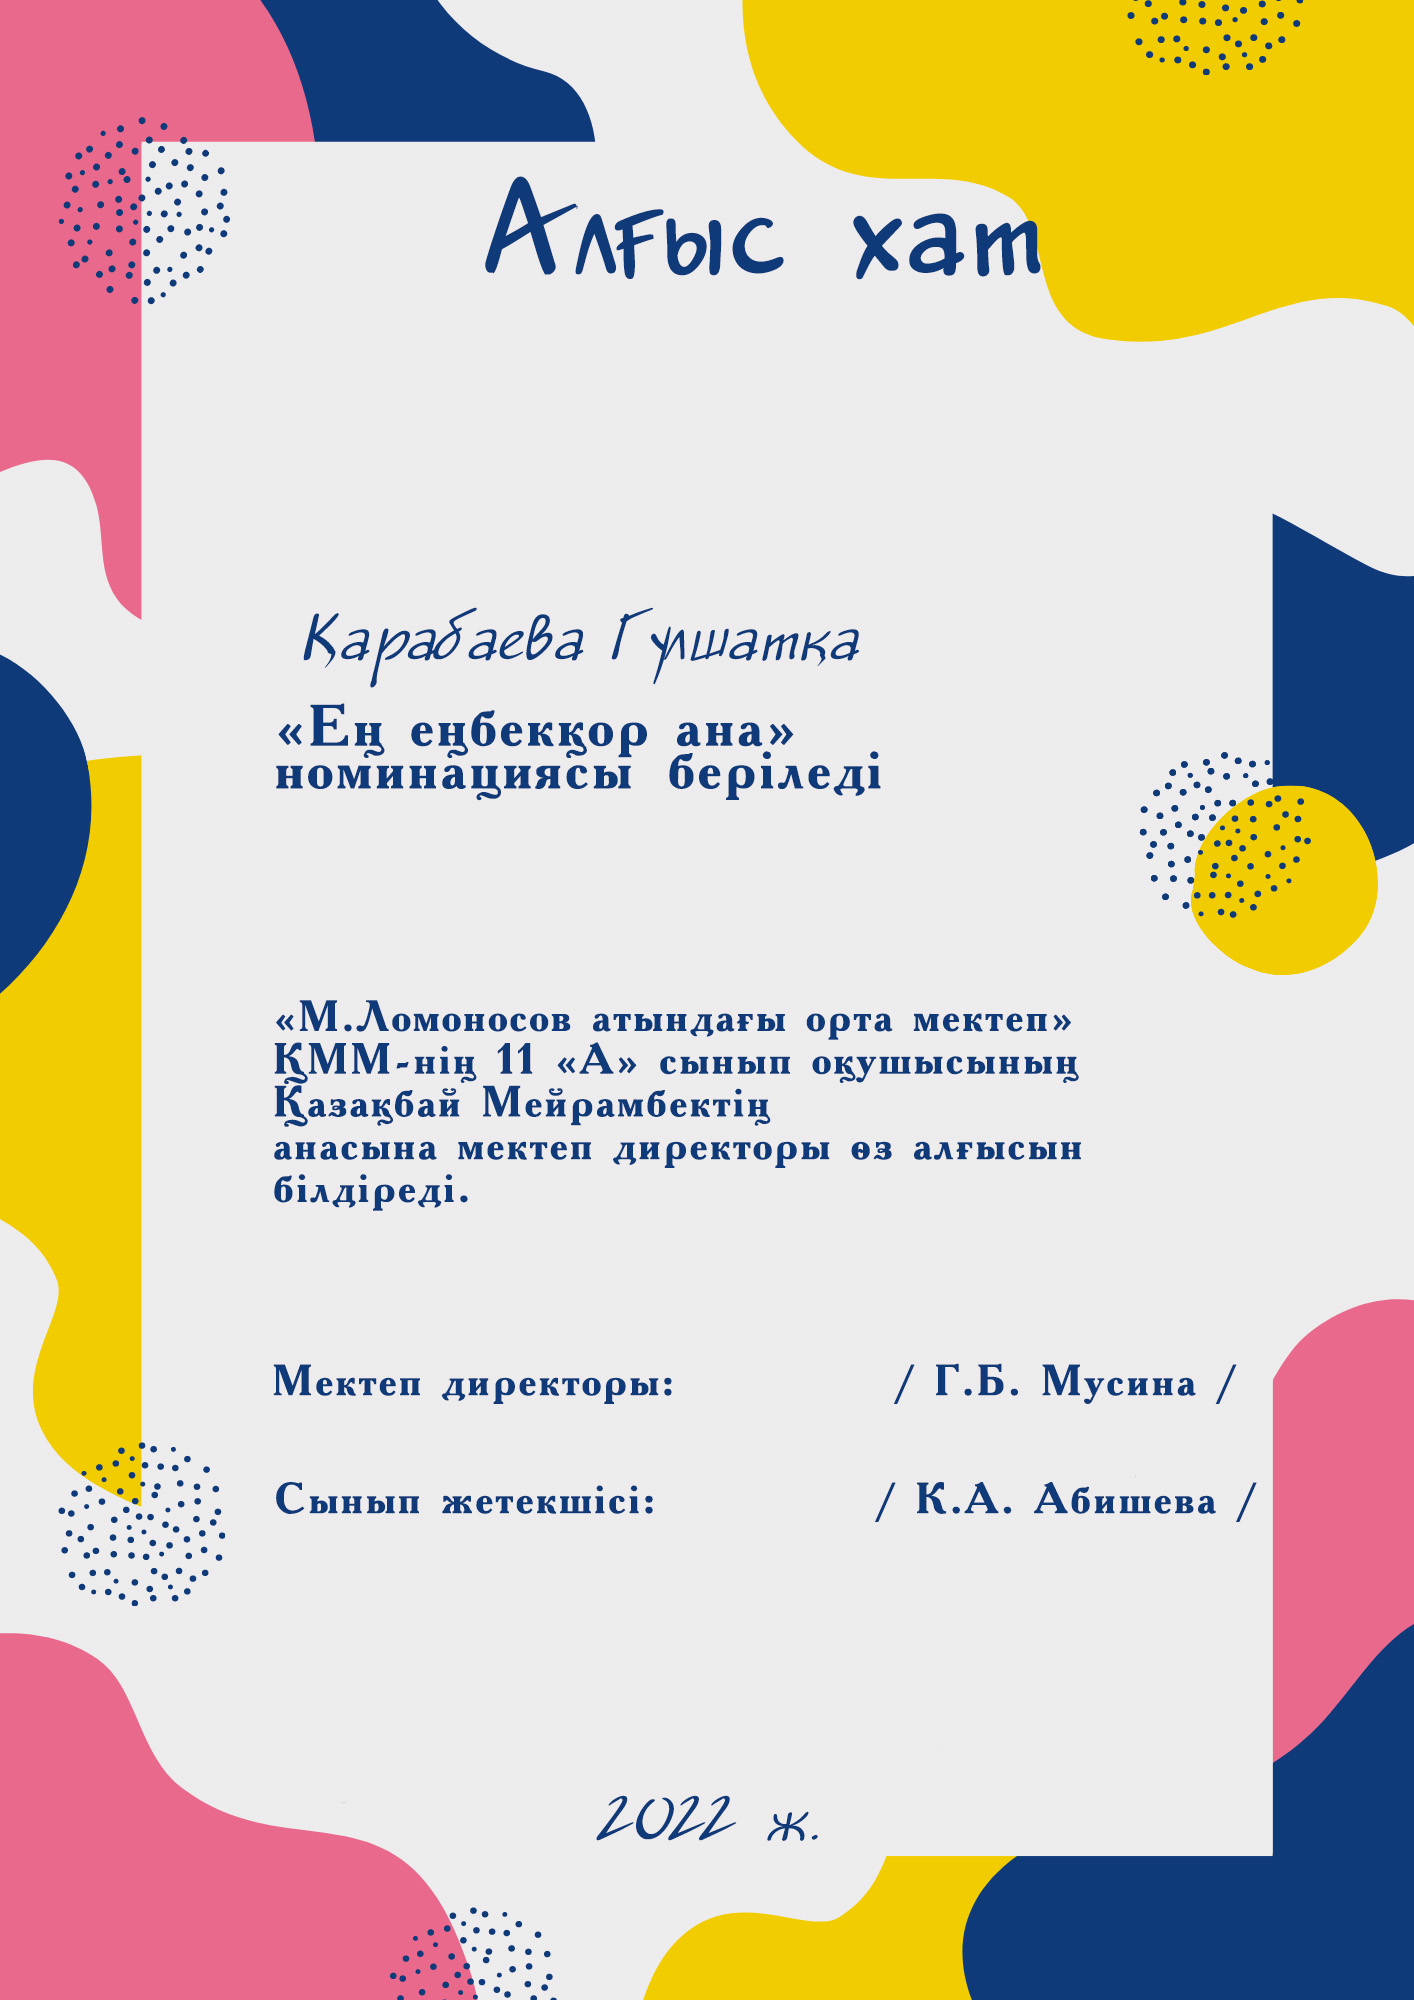 Алғыс хат
Қарабаева Гүлшатқа
«Ең еңбекқор ана»
номинациясы беріледі
«М.Ломоносов атындағы орта мектеп»
КММ-нің 11 «А» сынып оқушысының
Қазақбай Мейрамбектің
анасына мектеп директоры өз алғысын
білдіреді.
Мектеп директоры: / Г.Б. Мусина /
Сынып жетекшісі: / К.А. Абишева /
2022 ж.